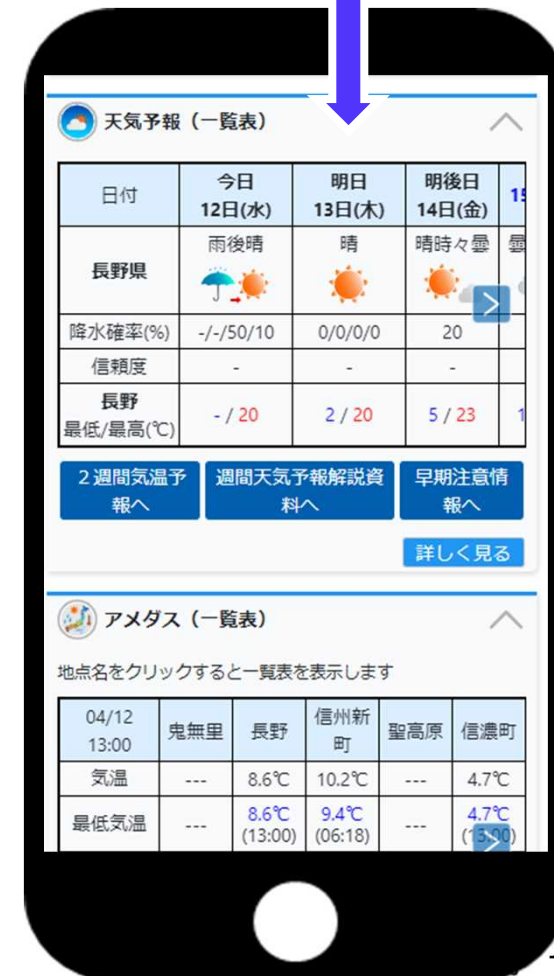 天気予報（一覧表）
日付 今日 12日(水) 明日 13日(木) 明後日 14日(金)
長野県 雨後晴 晴 晴時々曇
降水確率(%) -/-/50/10 0/0/0/0 20
信頼度 - - -
長野 最低/最高(℃) - / 20 2 / 20 5 / 23
２週間気温予報へ 週間天気予報解説資料へ 早期注意情報へ
詳しく見る
アメダス（一覧表）
地点名をクリックすると一覧表を表示します
04/12 13:00 鬼無里 長野 信州新町 聖高原 信濃町
気温 --- 8.6℃ 10.2℃ --- 4.7℃
最低気温 --- 8.6℃ (13:00) 9.4℃ (06:18) --- 4.7℃